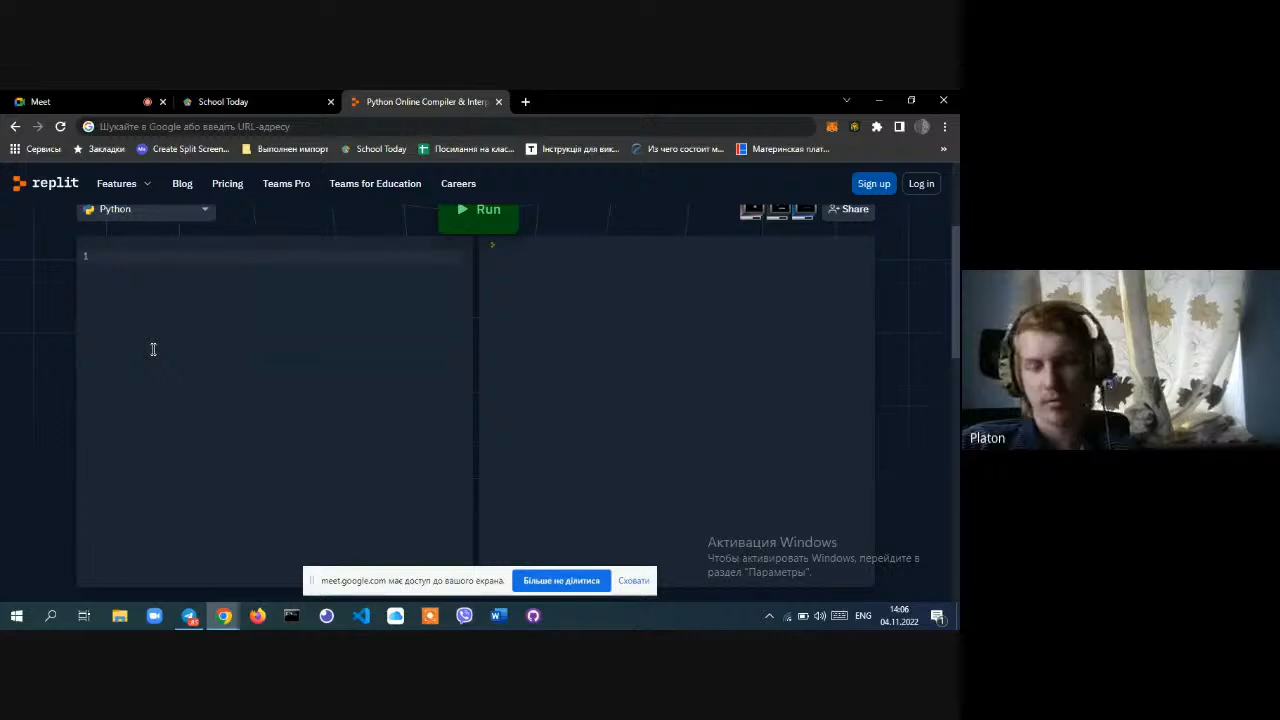 Meet
School Today
Python Online Compiler & Interp
Шукайте в Google або введіть URL-адресу
Сервисы
Закладки
Create Split Screen...
Выполнен импорт
School Today
Посилання на клас...
Інструкція для вик...
Из чего состоит м...
Материнская плат...
»
replit
Features
Blog
Pricing
Teams Pro
Teams for Education
Careers
Sign up
Log in
Python
Run
Share
1
>
Platon
Активация Windows
Чтобы активировать Windows, перейдите в
раздел "Параметры".
meet.google.com має доступ до вашого екрана.
Більше не ділитися
Сховати
ENG
14:06
04.11.2022